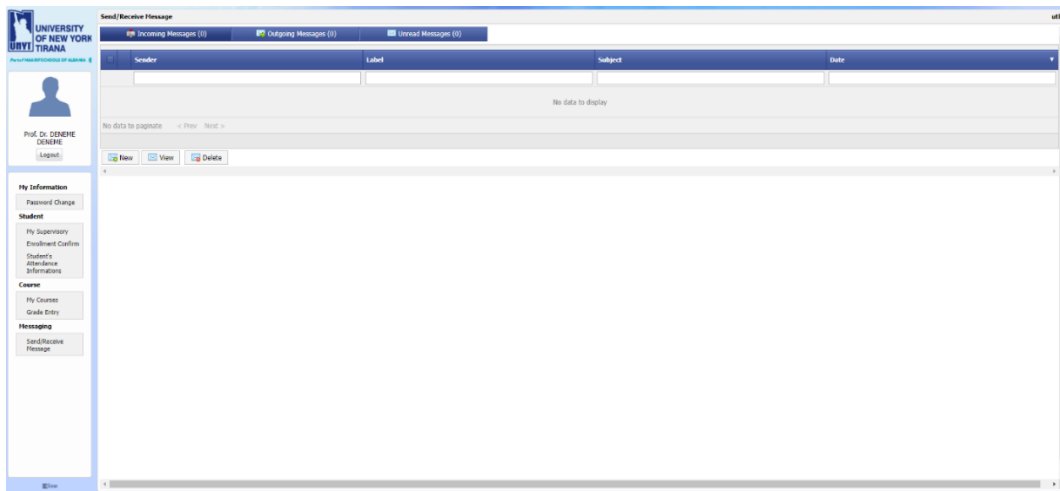 UNIVERSITY
OF NEW YORK
UNYT TIRANA
Send/Receive Message
Incoming Messages (0) Outgoing Messages (0) Unread Messages (0)
Sender Label Subject Date
No data to display
No data to paginate < Prev Next >
New View Delete
Prof. Dr. DENEME
DENEME
Logout
My Information
Password Change
Student
My Supervisory
Enrollment Confirm
Student's
Attendance
Informations
Course
My Courses
Grade Entry
Messaging
Send/Receive
Message